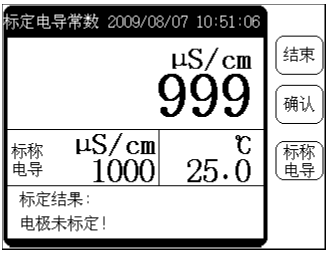 标定电导常数 2009/08/07 10:51:06
μS/cm
999
标称
电导
μS/cm
1000
℃
25.0
标定结果:
电极未标定!
结束
确认
标称
电导